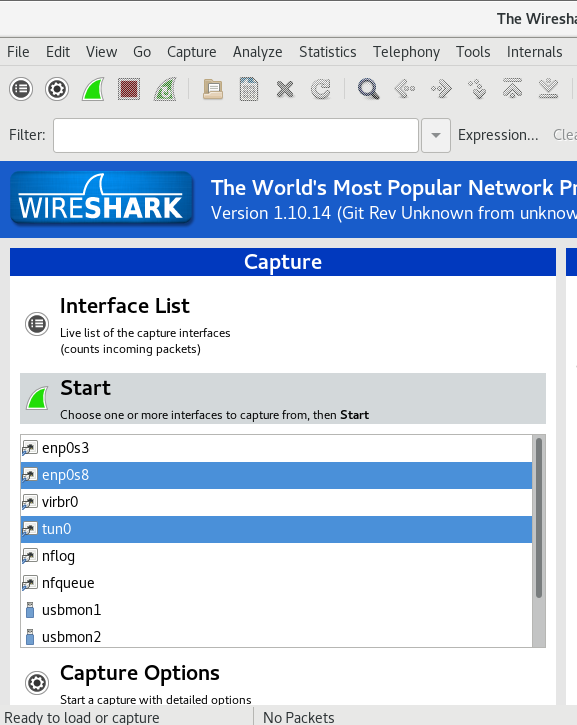 The Wiresha
File Edit View Go Capture Analyze Statistics Telephony Tools Internals
Filter: Expression... Clea
WIRESHARK
The World's Most Popular Network Pr
Version 1.10.14 (Git Rev Unknown from unknow
Capture
Interface List
Live list of the capture interfaces
(counts incoming packets)
Start
Choose one or more interfaces to capture from, then Start
enp0s3
enp0s8
virbr0
tun0
nflog
nfqueue
usbmon1
usbmon2
Capture Options
Start a capture with detailed options
Ready to load or capture No Packets